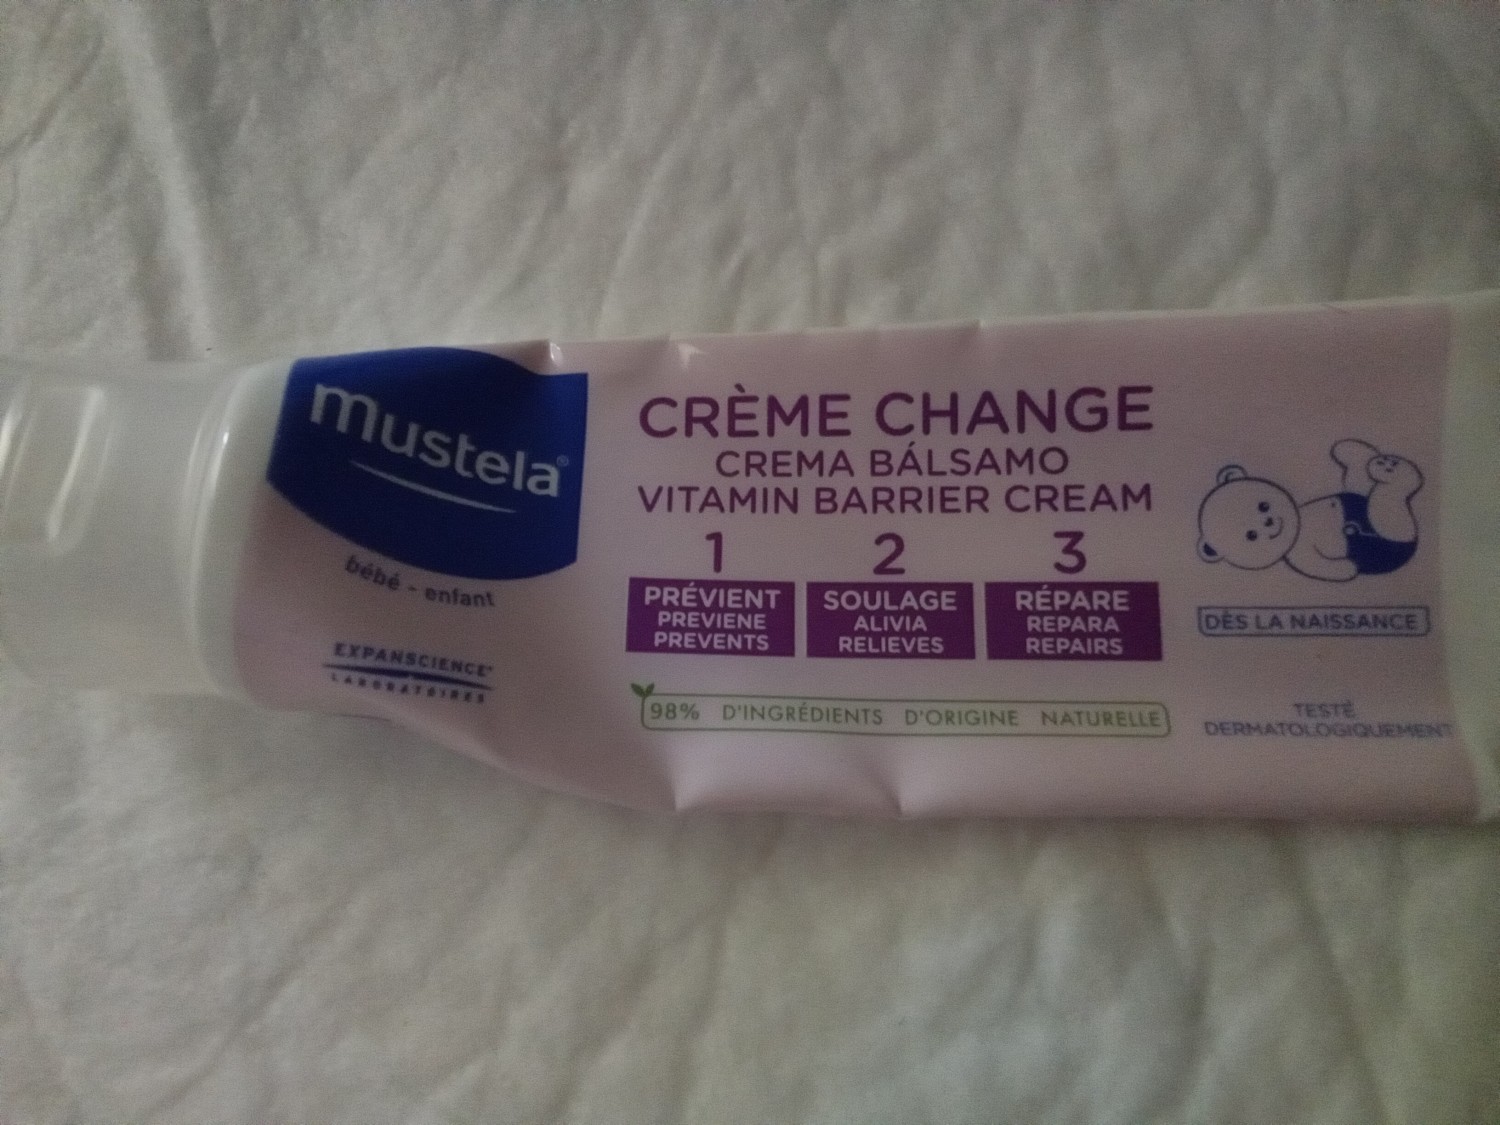 mustela®
bébé - enfant
EXPANSCIENCE®
LABORATOIRES
CRÈME CHANGE
CREMA BÁLSAMO
VITAMIN BARRIER CREAM
1 2 3
PRÉVIENT
PREVIENE
PREVENTS
SOULAGE
ALIVIA
RELIEVES
RÉPARE
REPARA
REPAIRS
98% D'INGRÉDIENTS D'ORIGINE NATURELLE
DÈS LA NAISSANCE
TESTÉ
DERMATOLOGIQUEMENT